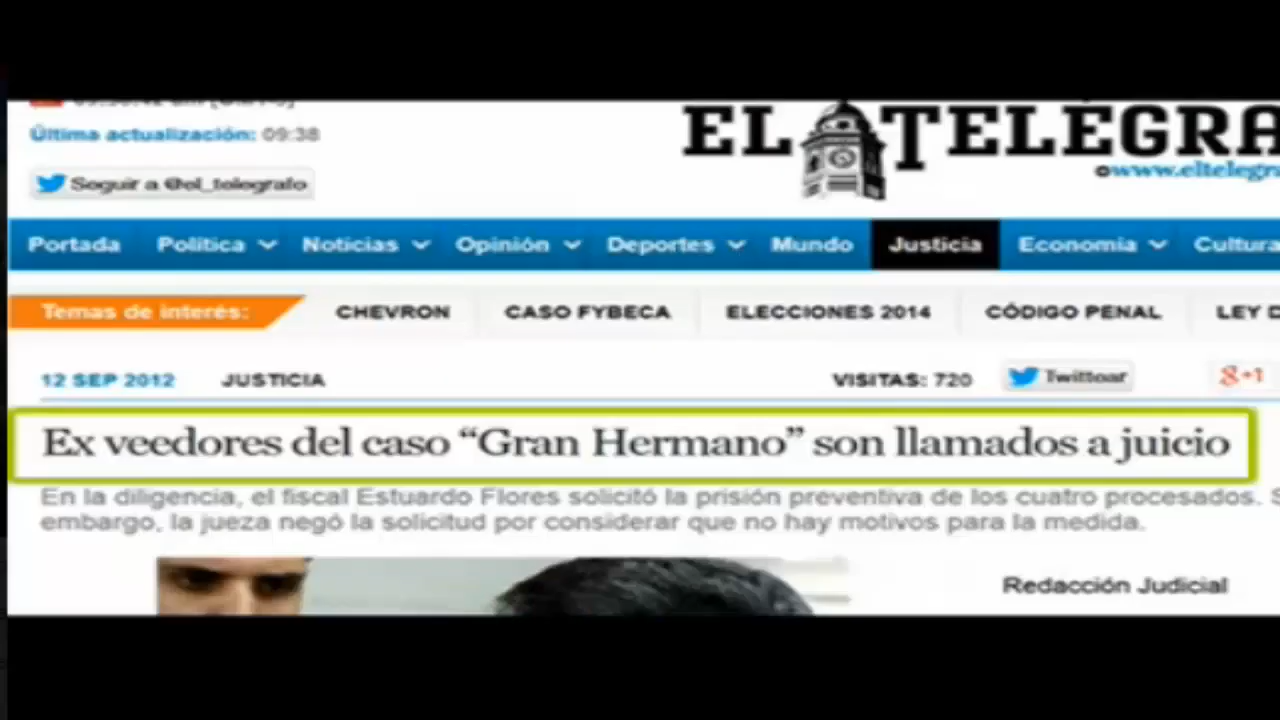 Última actualización: 09:38
EL TELÉGRA
Seguir a @el_telegrafo
www.eltelegra
Portada Política Noticias Opinión Deportes Mundo Justicia Economía Cultura
Temas de interés: CHEVRON CASO FYBECA ELECCIONES 2014 CÓDIGO PENAL LEY D
12 SEP 2012 JUSTICIA VISITAS: 720 Twittear 8+1
Ex veedores del caso “Gran Hermano” son llamados a juicio
En la diligencia, el fiscal Estuardo Flores solicitó la prisión preventiva de los cuatro procesados. S
embargo, la jueza negó la solicitud por considerar que no hay motivos para la medida.
Redacción Judicial